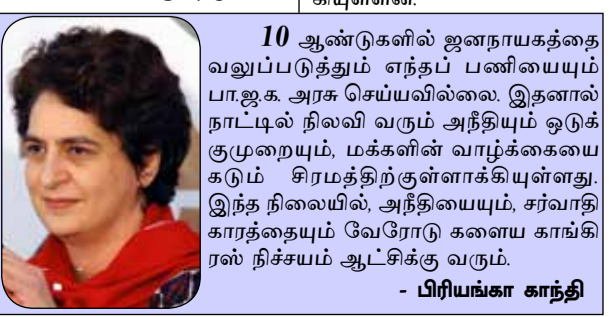 கியுள்ளன.
10 ஆண்டுகளில் ஜனநாயகத்தை
வலுப்படுத்தும் எந்தப் பணியையும்
பா.ஜ.க. அரசு செய்யவில்லை. இதனால்
நாட்டில் நிலவி வரும் அநீதியும் ஒடுக்
குமுறையும், மக்களின் வாழ்க்கையை
கடும் சிரமத்திற்குள்ளாக்கியுள்ளது.
இந்த நிலையில், அநீதியையும், சர்வாதி
காரத்தையும் வேரோடு களைய காங்கி
ரஸ் நிச்சயம் ஆட்சிக்கு வரும்.
- பிரியங்கா காந்தி